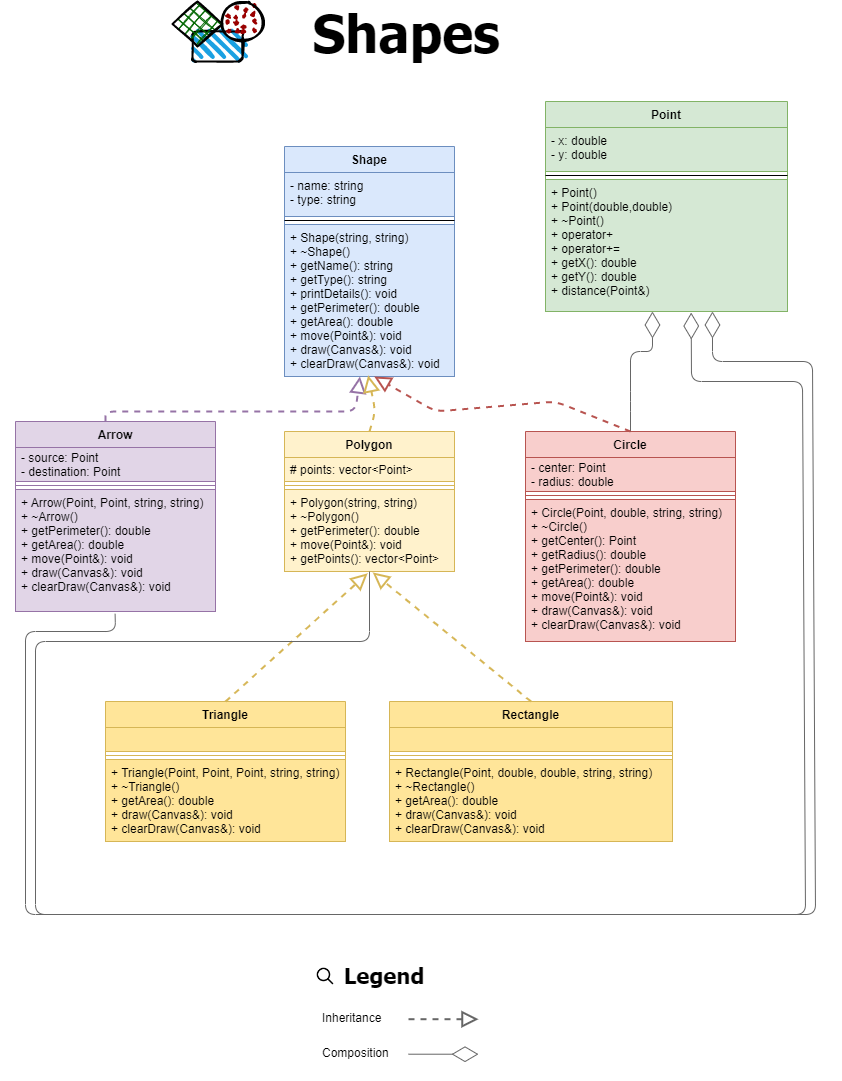 Shapes
Point
- x: double
- y: double
+ Point()
+ Point(double,double)
+ ~Point()
+ operator+
+ operator+=
+ getX(): double
+ getY(): double
+ distance(Point&)
Shape
- name: string
- type: string
+ Shape(string, string)
+ ~Shape()
+ getName(): string
+ getType(): string
+ printDetails(): void
+ getPerimeter(): double
+ getArea(): double
+ move(Point&): void
+ draw(Canvas&): void
+ clearDraw(Canvas&): void
Arrow
- source: Point
- destination: Point
+ Arrow(Point, Point, string, string)
+ ~Arrow()
+ getPerimeter(): double
+ getArea(): double
+ move(Point&): void
+ draw(Canvas&): void
+ clearDraw(Canvas&): void
Polygon
# points: vector<Point>
+ Polygon(string, string)
+ ~Polygon()
+ getPerimeter(): double
+ move(Point&): void
+ getPoints(): vector<Point>
Circle
- center: Point
- radius: double
+ Circle(Point, double, string, string)
+ ~Circle()
+ getCenter(): Point
+ getRadius(): double
+ getPerimeter(): double
+ getArea(): double
+ move(Point&): void
+ draw(Canvas&): void
+ clearDraw(Canvas&): void
Triangle
+ Triangle(Point, Point, Point, string, string)
+ ~Triangle()
+ getArea(): double
+ draw(Canvas&): void
+ clearDraw(Canvas&): void
Rectangle
+ Rectangle(Point, double, double, string, string)
+ ~Rectangle()
+ getArea(): double
+ draw(Canvas&): void
+ clearDraw(Canvas&): void
Legend
Inheritance
Composition